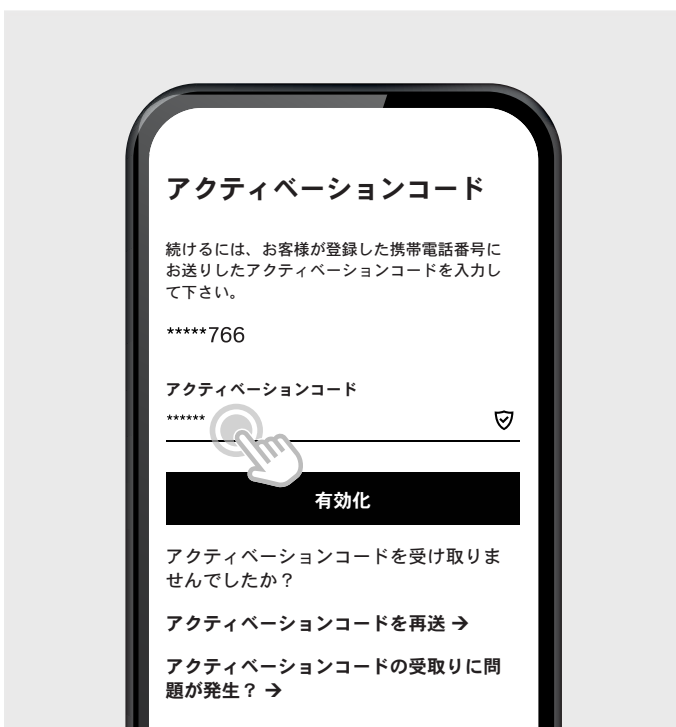 アクティベーションコード
続けるには、お客様が登録した携帯電話番号に
お送りしたアクティベーションコードを入力し
て下さい。
*****766
アクティベーションコード
******
有効化
アクティベーションコードを受け取りま
せんでしたか？
アクティベーションコードを再送 →
アクティベーションコードの受取りに問
題が発生？ →